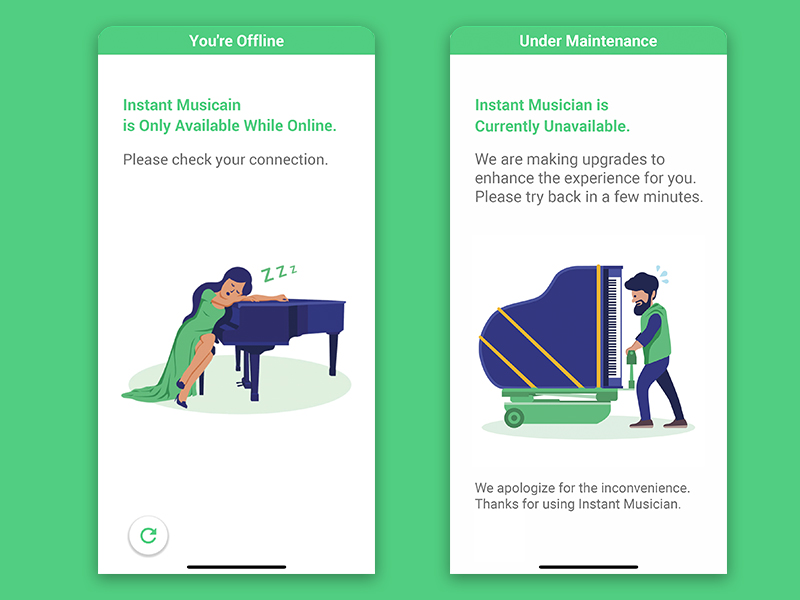 You're Offline
Instant Musicain
is Only Available While Online.
Please check your connection.
ZZZ
Under Maintenance
Instant Musician is
Currently Unavailable.
We are making upgrades to
enhance the experience for you.
Please try back in a few minutes.
We apologize for the inconvenience.
Thanks for using Instant Musician.